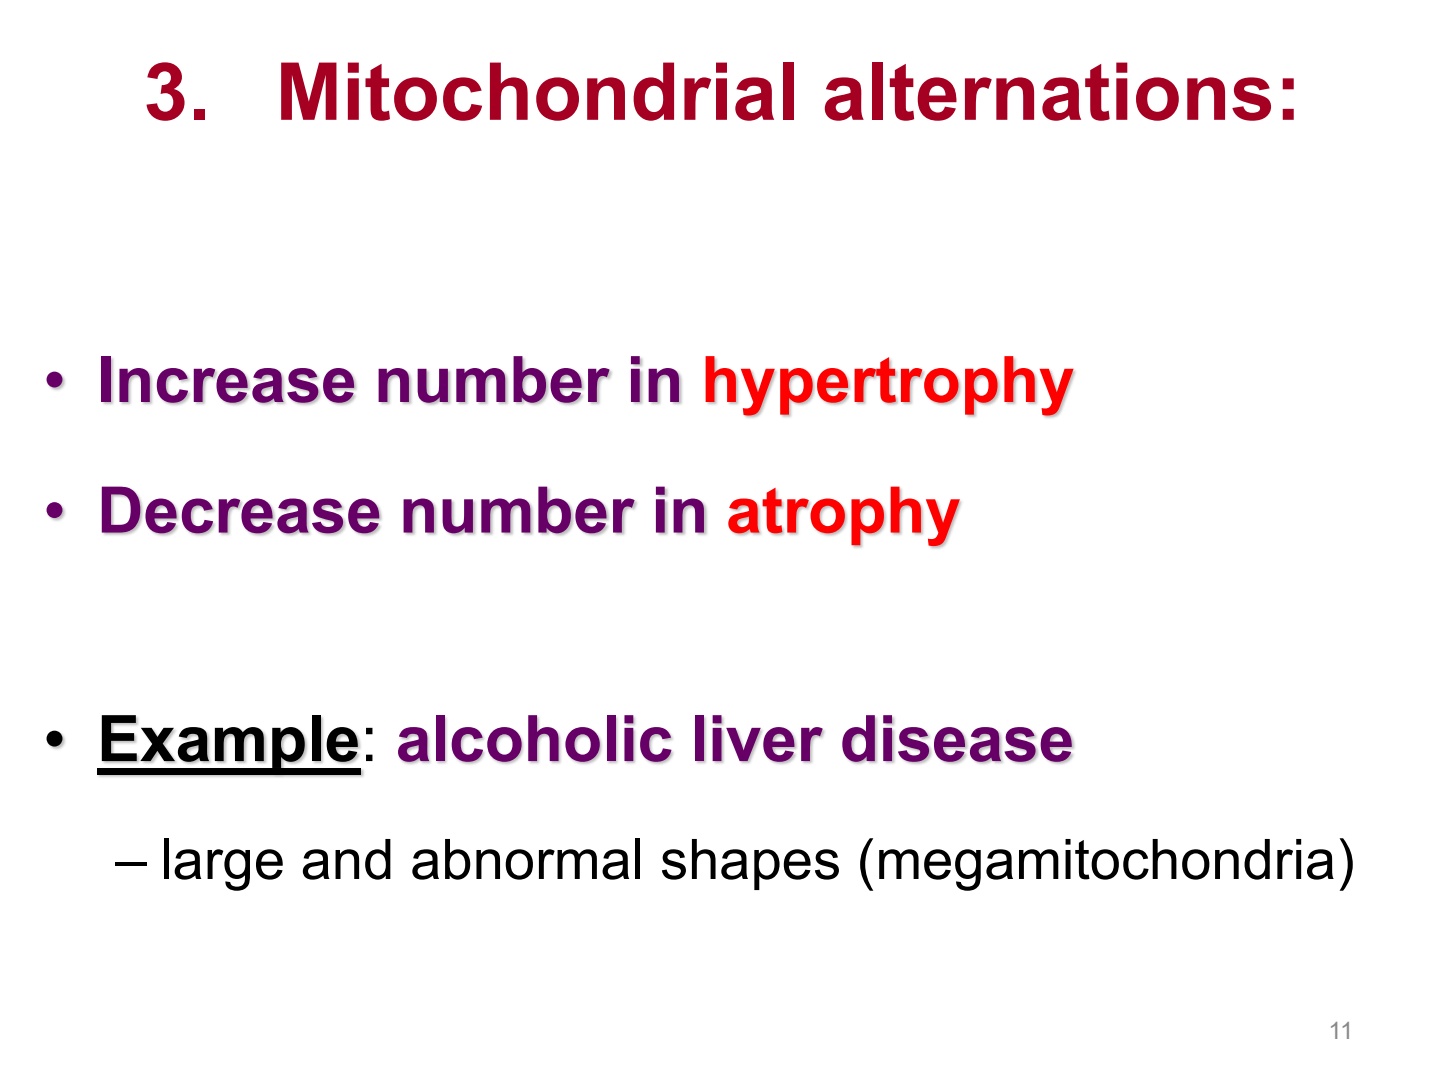 3. Mitochondrial alternations:
• Increase number in hypertrophy
• Decrease number in atrophy
• Example: alcoholic liver disease
– large and abnormal shapes (megamitochondria)
11